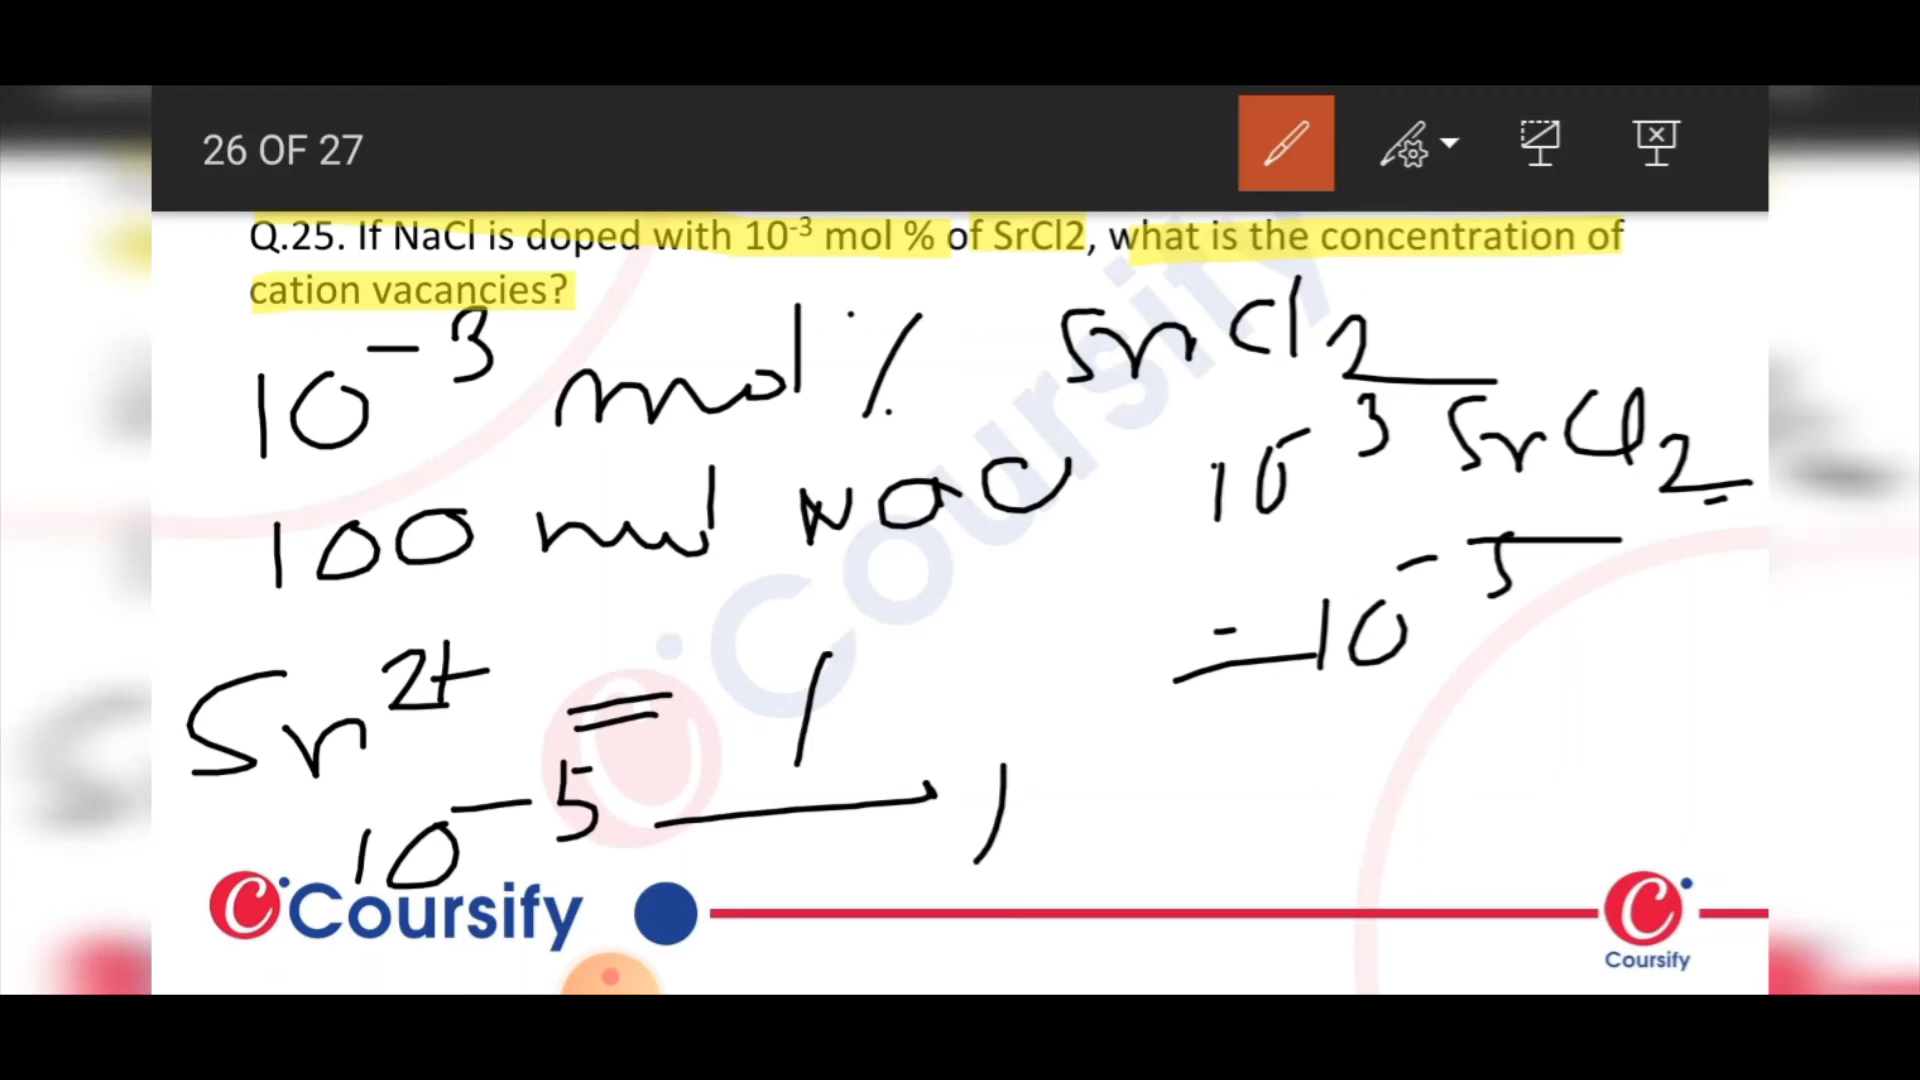 26 OF 27
Q.25. If NaCl is doped with 10⁻³ mol % of SrCl2, what is the concentration of
cation vacancies?
10⁻³ mol % SrCl₂
100 mol NaCl 10⁻³ SrCl₂
= 10⁻⁵
Sr²⁺ = 1
10⁻⁵ 1
Coursify
Coursify
Coursify